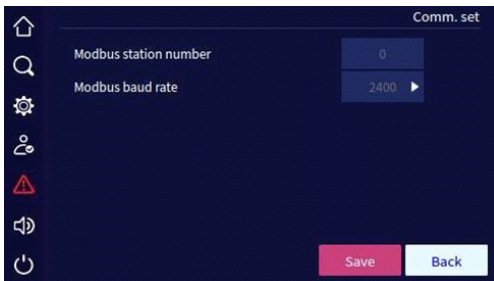 Comm. set
Modbus station number 0
Modbus baud rate 2400
Save Back